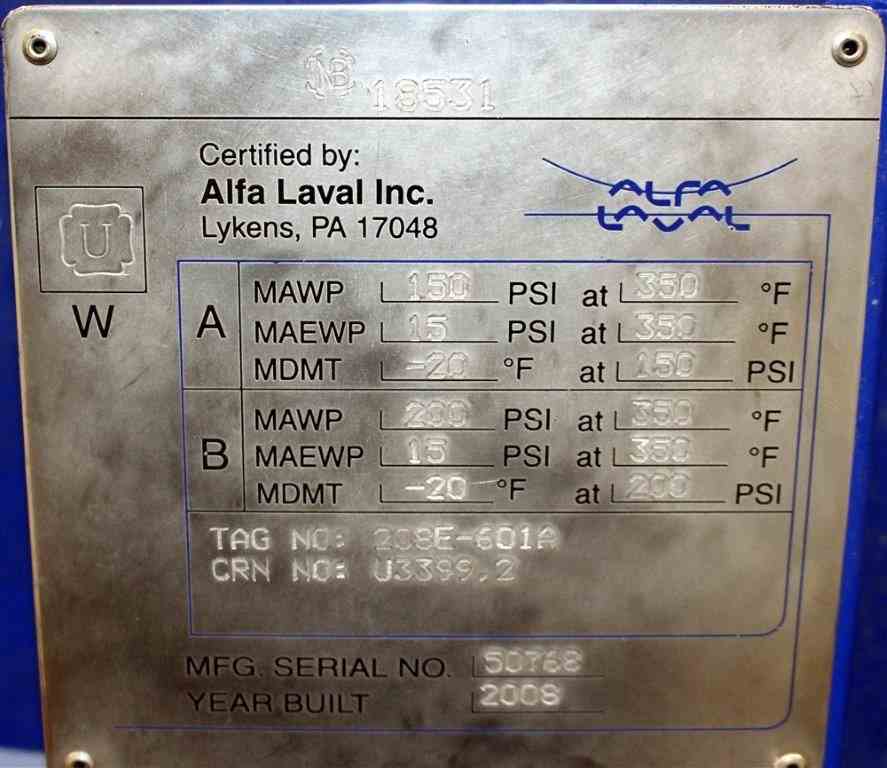 NB 18531
Certified by:
Alfa Laval Inc.
Lykens, PA 17048
ALFA
LAVAL
U
W
A
MAWP 150 PSI at 350 °F
MAEWP 15 PSI at 350 °F
MDMT -20 °F at 150 PSI
B
MAWP 200 PSI at 350 °F
MAEWP 15 PSI at 350 °F
MDMT -20 °F at 200 PSI
TAG NO: 208E-601A
CRN NO: U3399.2
MFG. SERIAL NO. 50768
YEAR BUILT 2008